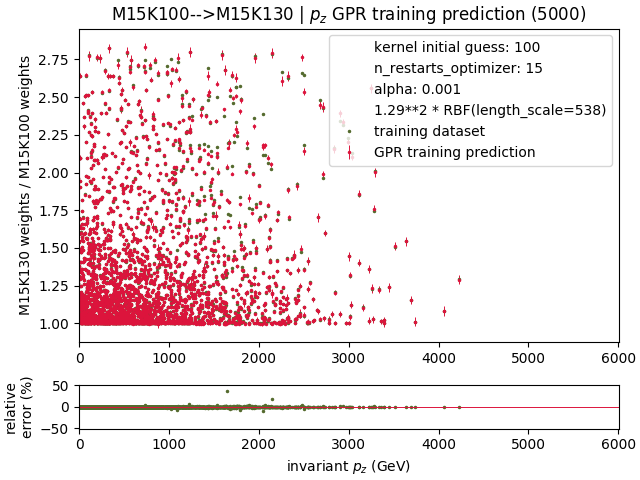 M15K100-->M15K130 | p_z GPR training prediction (5000)
M15K130 weights / M15K100 weights
2.75
2.50
2.25
2.00
1.75
1.50
1.25
1.00
kernel initial guess: 100
n_restarts_optimizer: 15
alpha: 0.001
1.29**2 * RBF(length_scale=538)
training dataset
GPR training prediction
0 1000 2000 3000 4000 5000 6000
relative
error (%)
50
0
−50
0 1000 2000 3000 4000 5000 6000
invariant p_z (GeV)